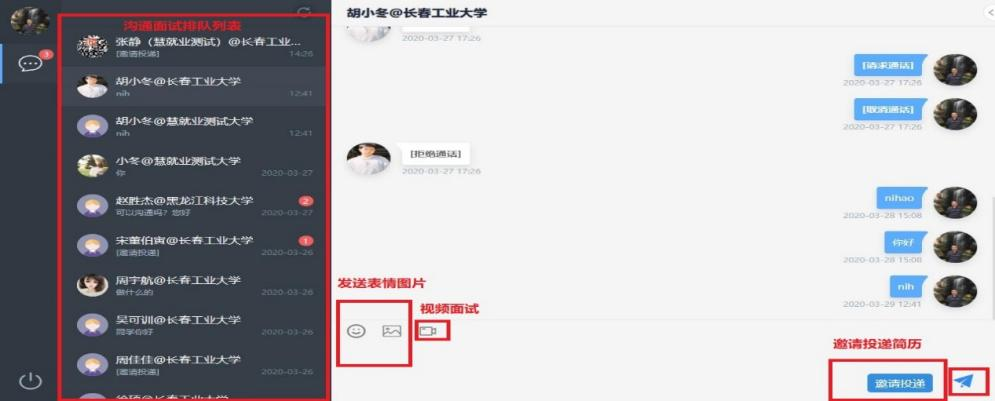 沟通面试排队列表
3
张静（慧就业测试）@长春工业...
[邀请投递]
14:26
胡小冬@长春工业大学
nih
12:41
胡小冬@慧就业测试大学
nih
12:41
小冬@慧就业测试大学
你
2020-03-27
赵胜杰@黑龙江科技大学
2
可以沟通吗？您好
2020-03-27
宋董伯寅@长春工业大学
1
[邀请投递]
2020-03-26
周宇航@长春工业大学
做什么的
2020-03-26
吴可训@长春工业大学
同学你好
2020-03-26
周佳佳@长春工业大学
[邀请投递]
2020-03-26
胡小冬@长春工业大学
2020-03-27 17:26
[请求通话]
2020-03-27 17:26
[取消通话]
2020-03-27 17:26
[拒绝通话]
2020-03-27 17:26
nihao
2020-03-28 15:08
你好
2020-03-28 15:08
nih
2020-03-29 12:41
发送表情图片
视频面试
邀请投递简历
邀请投递